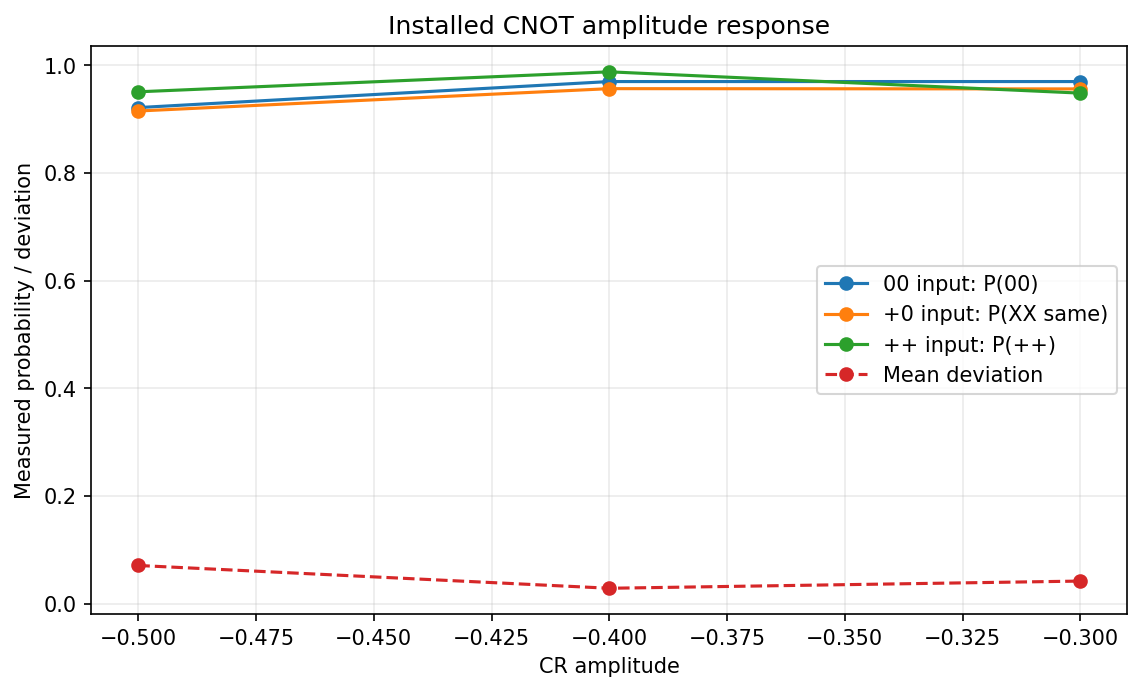 Installed CNOT amplitude response
Measured probability / deviation
1.0
0.8
0.6
0.4
0.2
0.0
00 input: P(00)
+0 input: P(XX same)
++ input: P(++)
Mean deviation
−0.500
−0.475
−0.450
−0.425
−0.400
−0.375
−0.350
−0.325
−0.300
CR amplitude